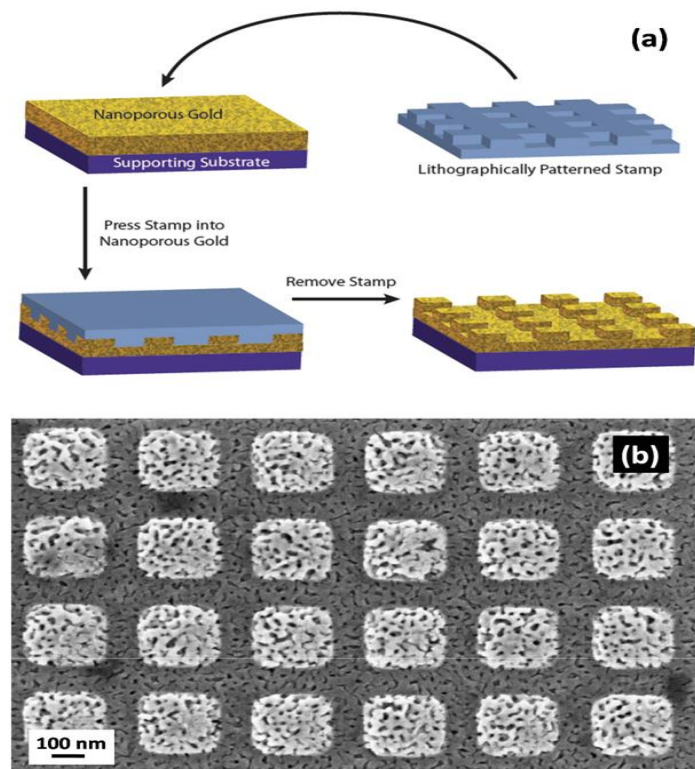 (a)
Nanoporous Gold
Supporting Substrate
Lithographically Patterned Stamp
Press Stamp into
Nanoporous Gold
Remove Stamp
(b)
100 nm